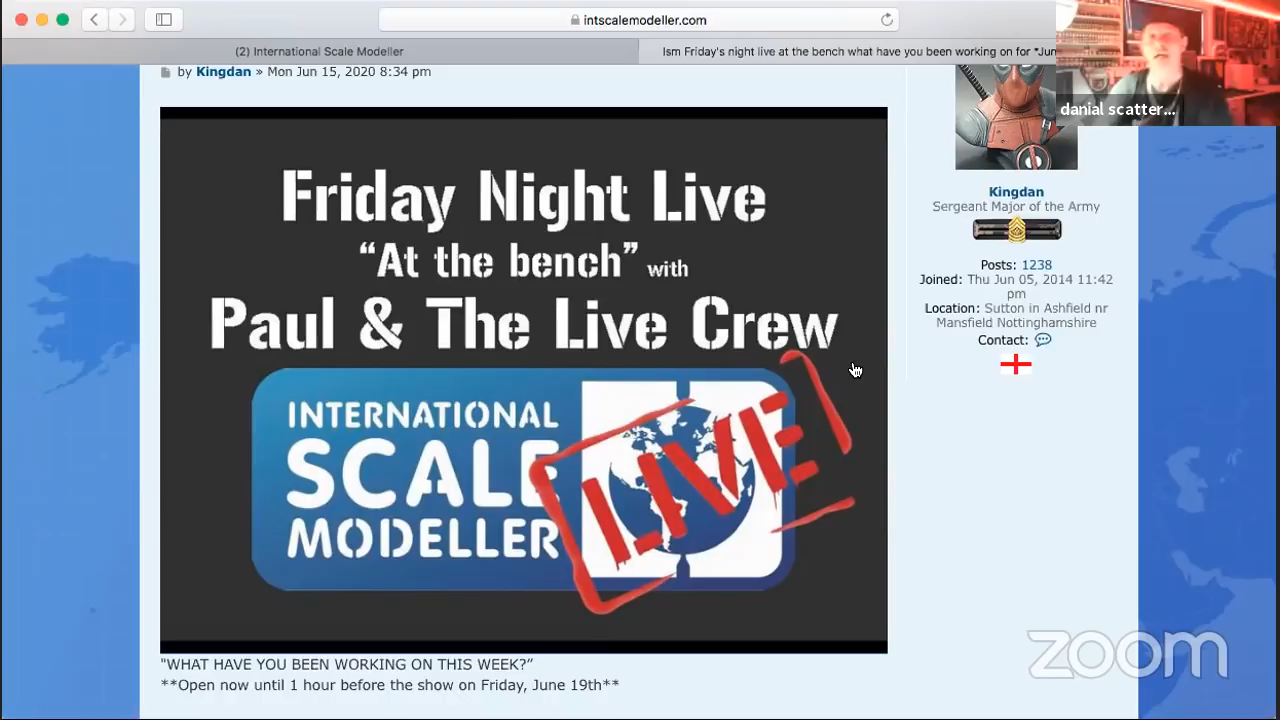 intscalemodeller.com
(2) International Scale Modeller
Ism Friday's night live at the bench what have you been working on for *Jun
danial scatter...
by Kingdan » Mon Jun 15, 2020 8:34 pm
Friday Night Live
“At the bench” with
Paul & The Live Crew
INTERNATIONAL
SCALE
MODELLER
LIVE!
Kingdan
Sergeant Major of the Army
Posts: 1238
Joined: Thu Jun 05, 2014 11:42
pm
Location: Sutton in Ashfield nr
Mansfield Nottinghamshire
Contact:
"WHAT HAVE YOU BEEN WORKING ON THIS WEEK?”
**Open now until 1 hour before the show on Friday, June 19th**
zoom